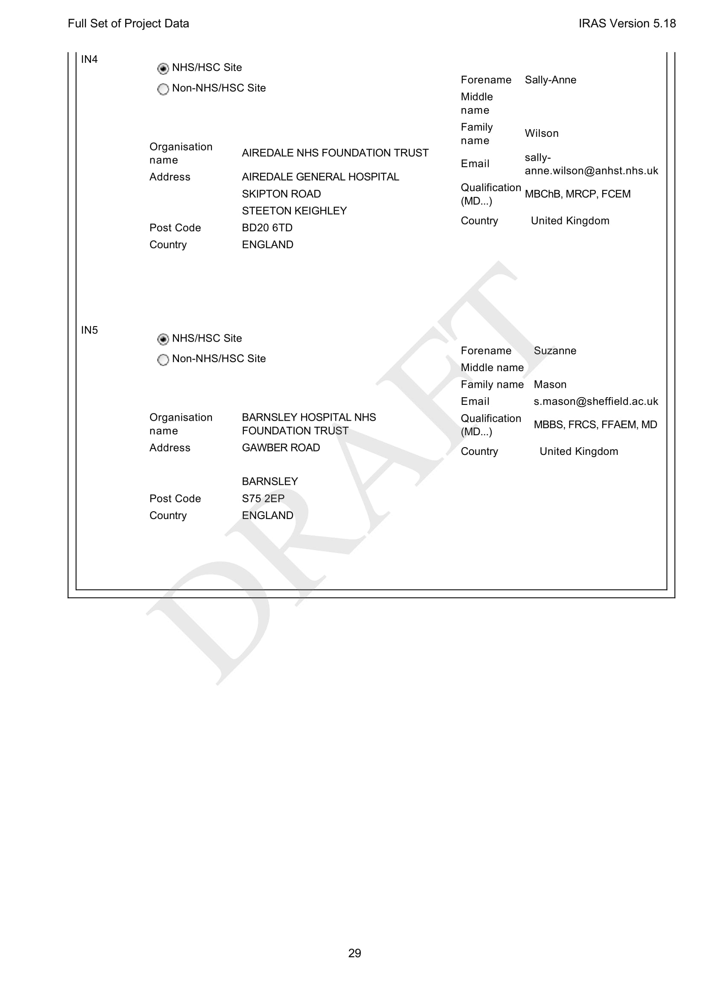 Full Set of Project Data
IRAS Version 5.18
IN4
NHS/HSC Site
Non-NHS/HSC Site
Organisation
name
AIREDALE NHS FOUNDATION TRUST
Address
AIREDALE GENERAL HOSPITAL
SKIPTON ROAD
STEETON KEIGHLEY
Post Code
BD20 6TD
Country
ENGLAND
Forename
Sally-Anne
Middle
name
Family
name
Wilson
Email
sally-
anne.wilson@anhst.nhs.uk
Qualification
(MD...)
MBChB, MRCP, FCEM
Country
United Kingdom
IN5
NHS/HSC Site
Non-NHS/HSC Site
Organisation
name
BARNSLEY HOSPITAL NHS
FOUNDATION TRUST
Address
GAWBER ROAD
BARNSLEY
Post Code
S75 2EP
Country
ENGLAND
Forename
Suzanne
Middle name
Family name
Mason
Email
s.mason@sheffield.ac.uk
Qualification
(MD...)
MBBS, FRCS, FFAEM, MD
Country
United Kingdom
DRAFT
29